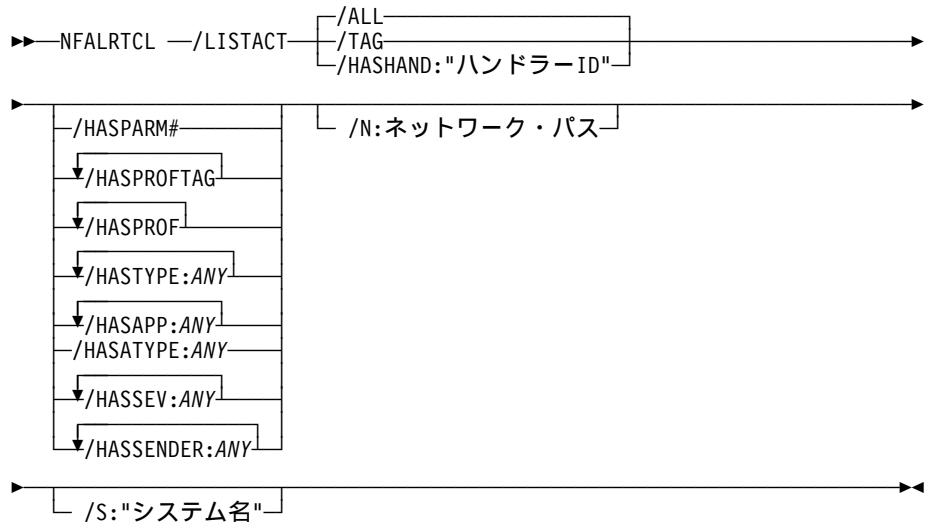 /ALL
NFALRTCL /LISTACT /TAG
/HASHAND:"ハンドラーID"
/HASPARM# /N:ネットワーク・パス
/HASPROFTAG
/HASPROF
/HASTYPE:ANY
/HASAPP:ANY
/HASATYPE:ANY
/HASSEV:ANY
/HASSENDER:ANY
/S:"システム名"